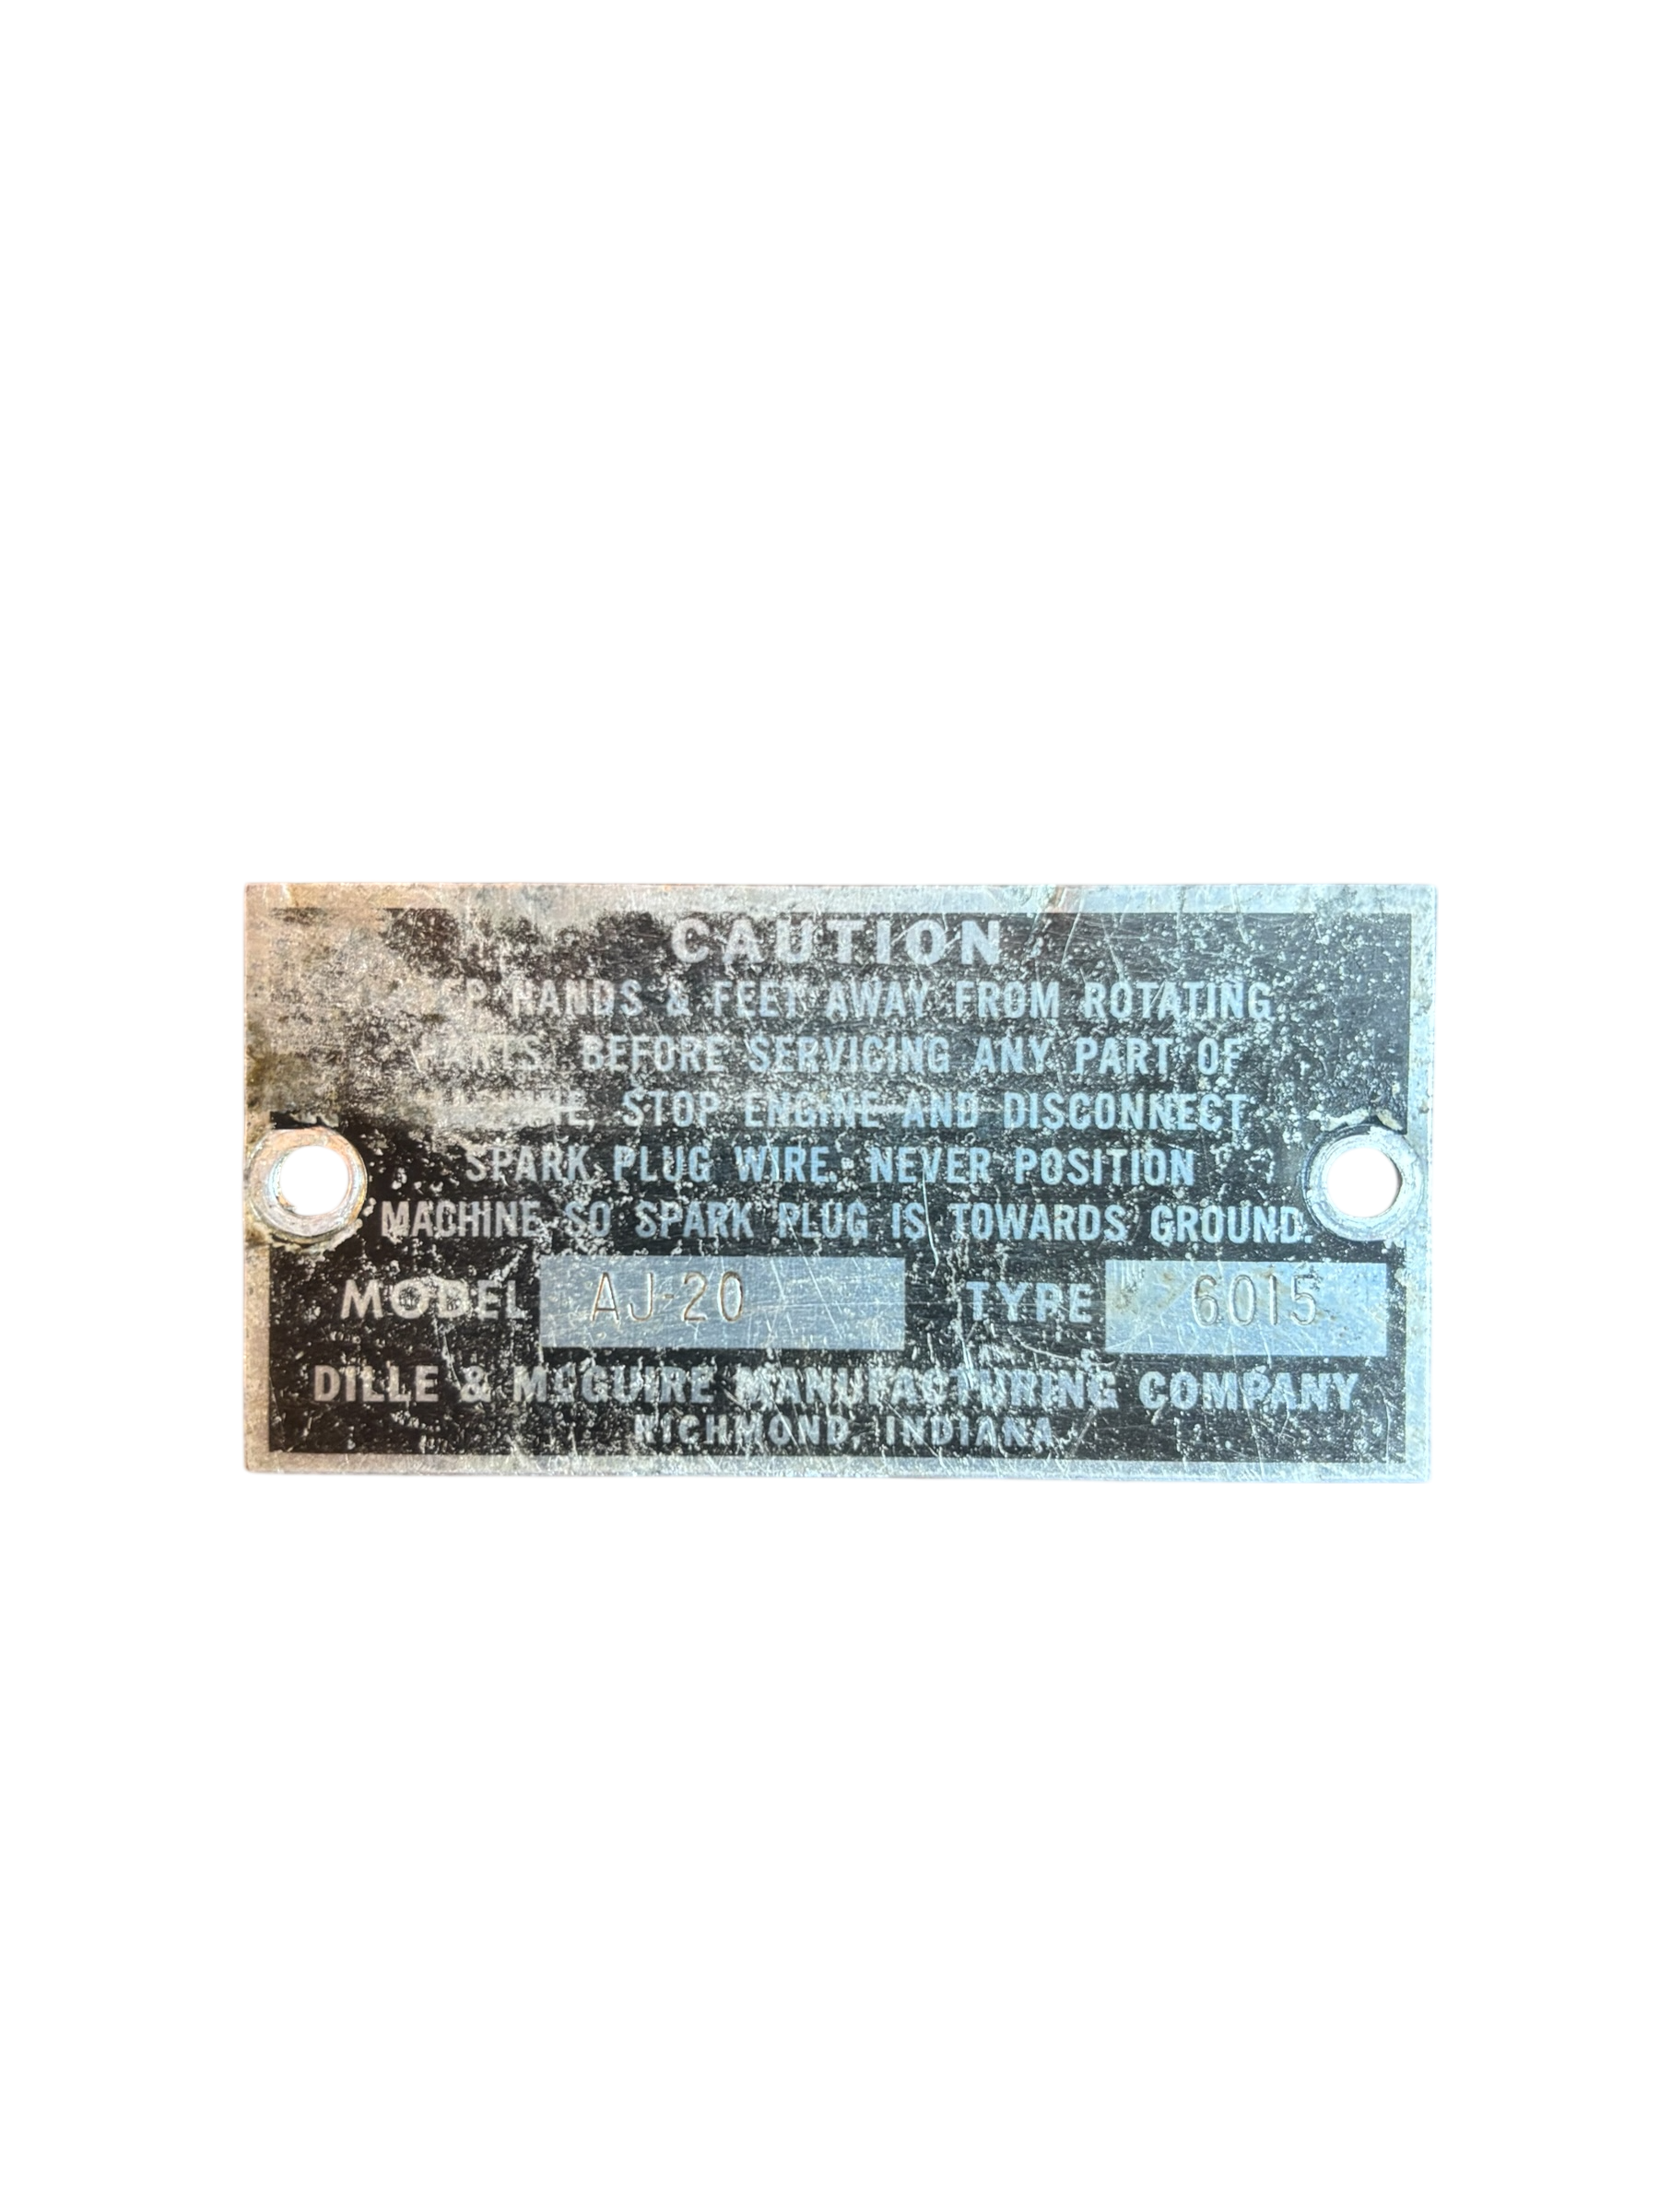 CAUTION
HANDS & FEET AWAY FROM ROTATING
PARTS. BEFORE SERVICING ANY PART OF
MACHINE, STOP ENGINE AND DISCONNECT
SPARK PLUG WIRE. NEVER POSITION
MACHINE SO SPARK PLUG IS TOWARDS GROUND.
MODEL AJ-20 TYPE 6015
DILLE & McGUIRE MANUFACTURING COMPANY
RICHMOND, INDIANA